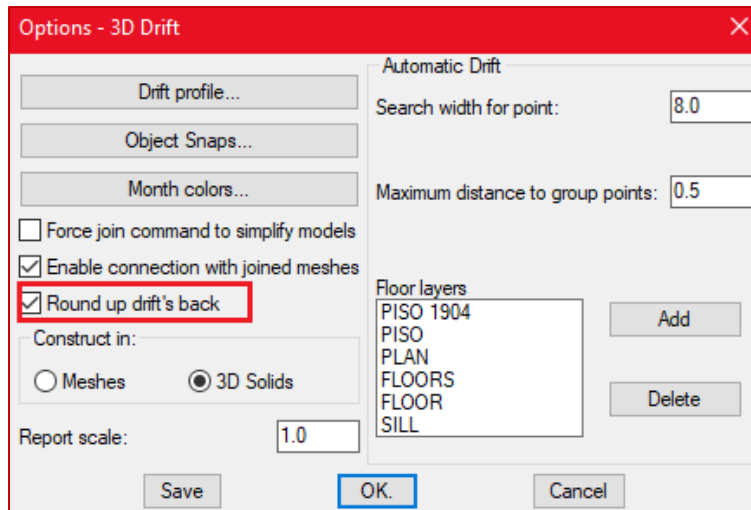 Options - 3D Drift
Drift profile...
Object Snaps...
Month colors...
Force join command to simplify models
Enable connection with joined meshes
Round up drift's back
Construct in:
Meshes
3D Solids
Report scale:
1.0
Automatic Drift
Search width for point:
8.0
Maximum distance to group points:
0.5
Floor layers
PISO 1904
PISO
PLAN
FLOORS
FLOOR
SILL
Add
Delete
Save
OK.
Cancel